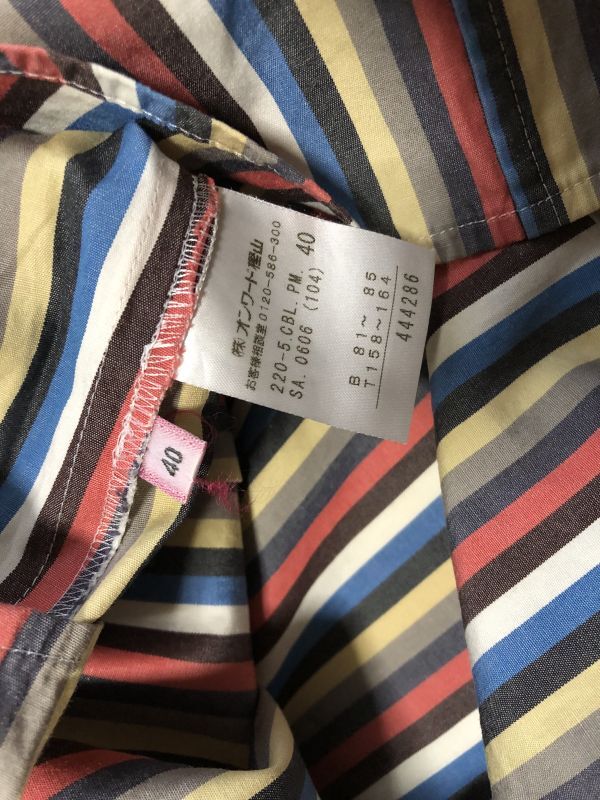 (株)オンワード樫山
お客様相談室 0120-586-300
220-5.CBL.PM. 40
SA.0606 (104)
B 81~ 85
T158~164
444286
40